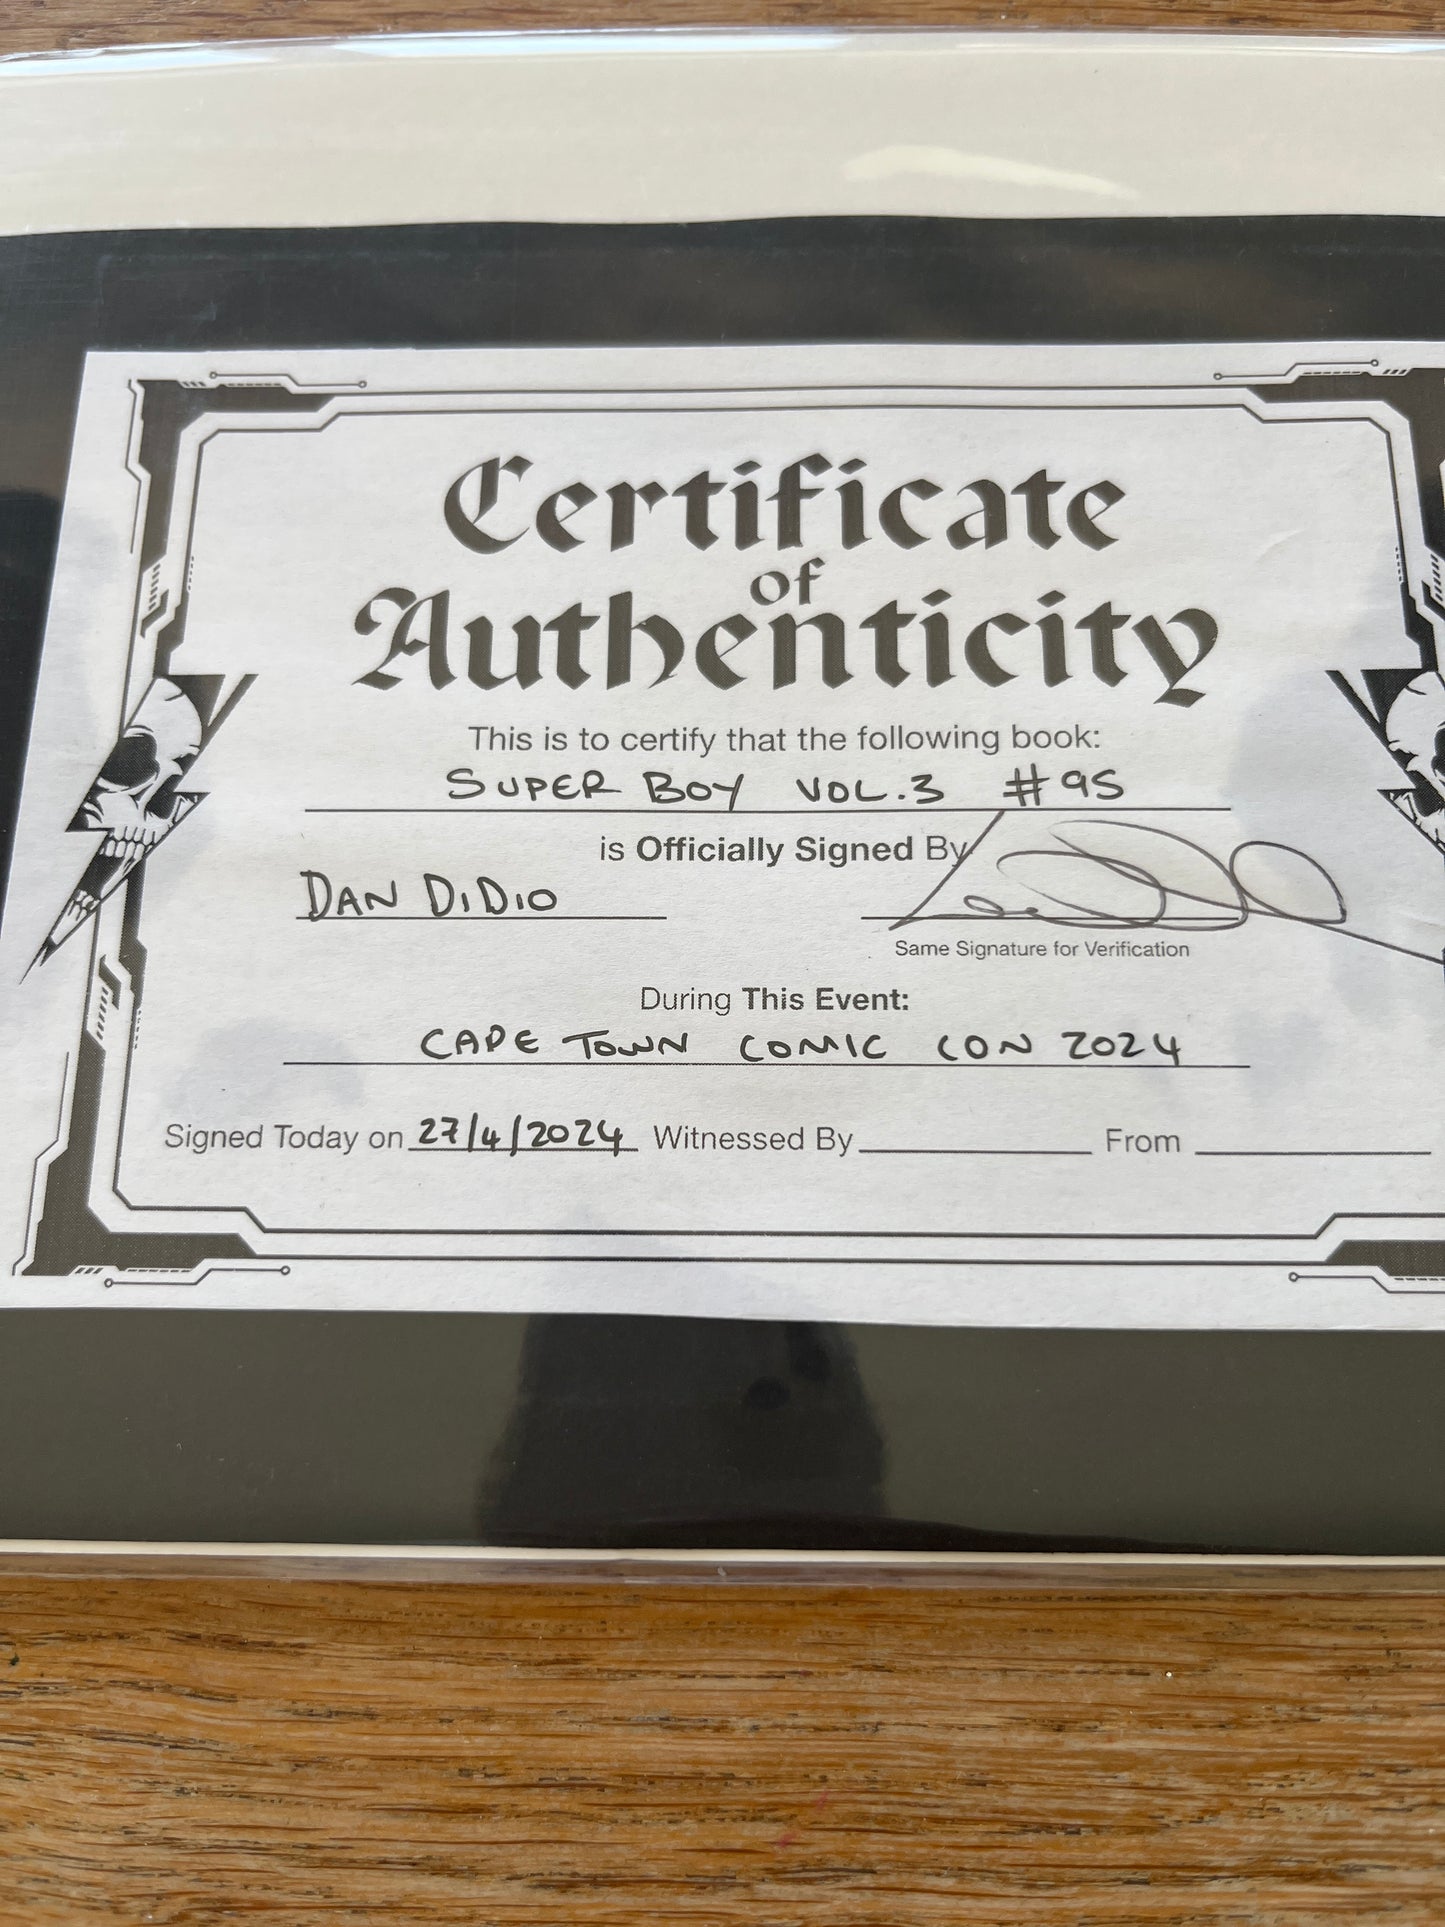 Certificate
of
Authenticity
This is to certify that the following book:
SUPER BOY VOL.3 #95
is Officially Signed By
DAN DiDio
Same Signature for Verification
During This Event:
CAPE TOWN COMIC CON 2024
Signed Today on 27/4/2024 Witnessed By From